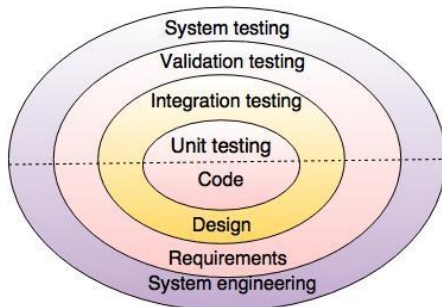 System testing
Validation testing
Integration testing
Unit testing
Code
Design
Requirements
System engineering